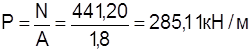 P = N/A = 441,20/1,8 = 285,11кН/м